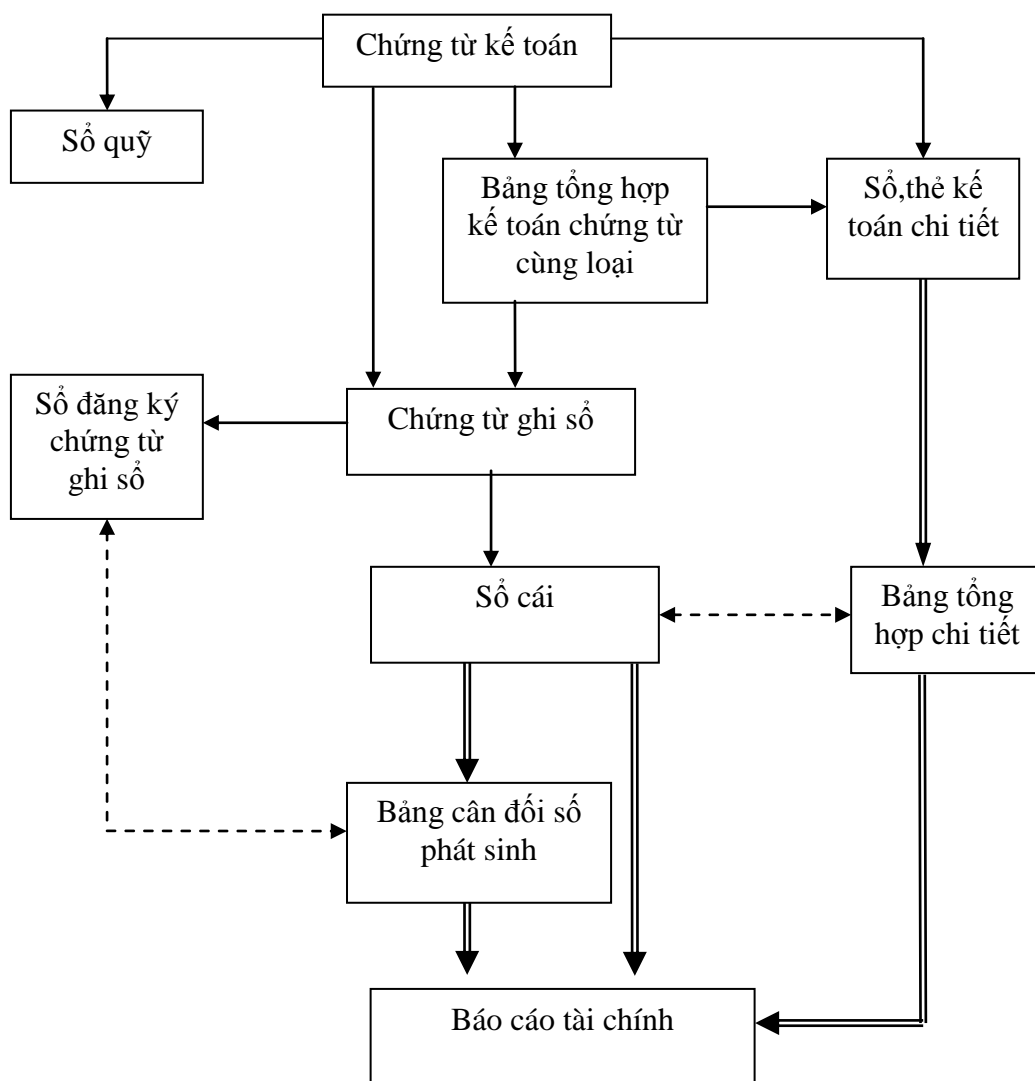 Chứng từ kế toán
Sổ quỹ
Bảng tổng hợp
kế toán chứng từ
cùng loại
Sổ,thẻ kế
toán chi tiết
Sổ đăng ký
chứng từ
ghi sổ
Chứng từ ghi sổ
Sổ cái
Bảng tổng
hợp chi tiết
Bảng cân đối số
phát sinh
Báo cáo tài chính